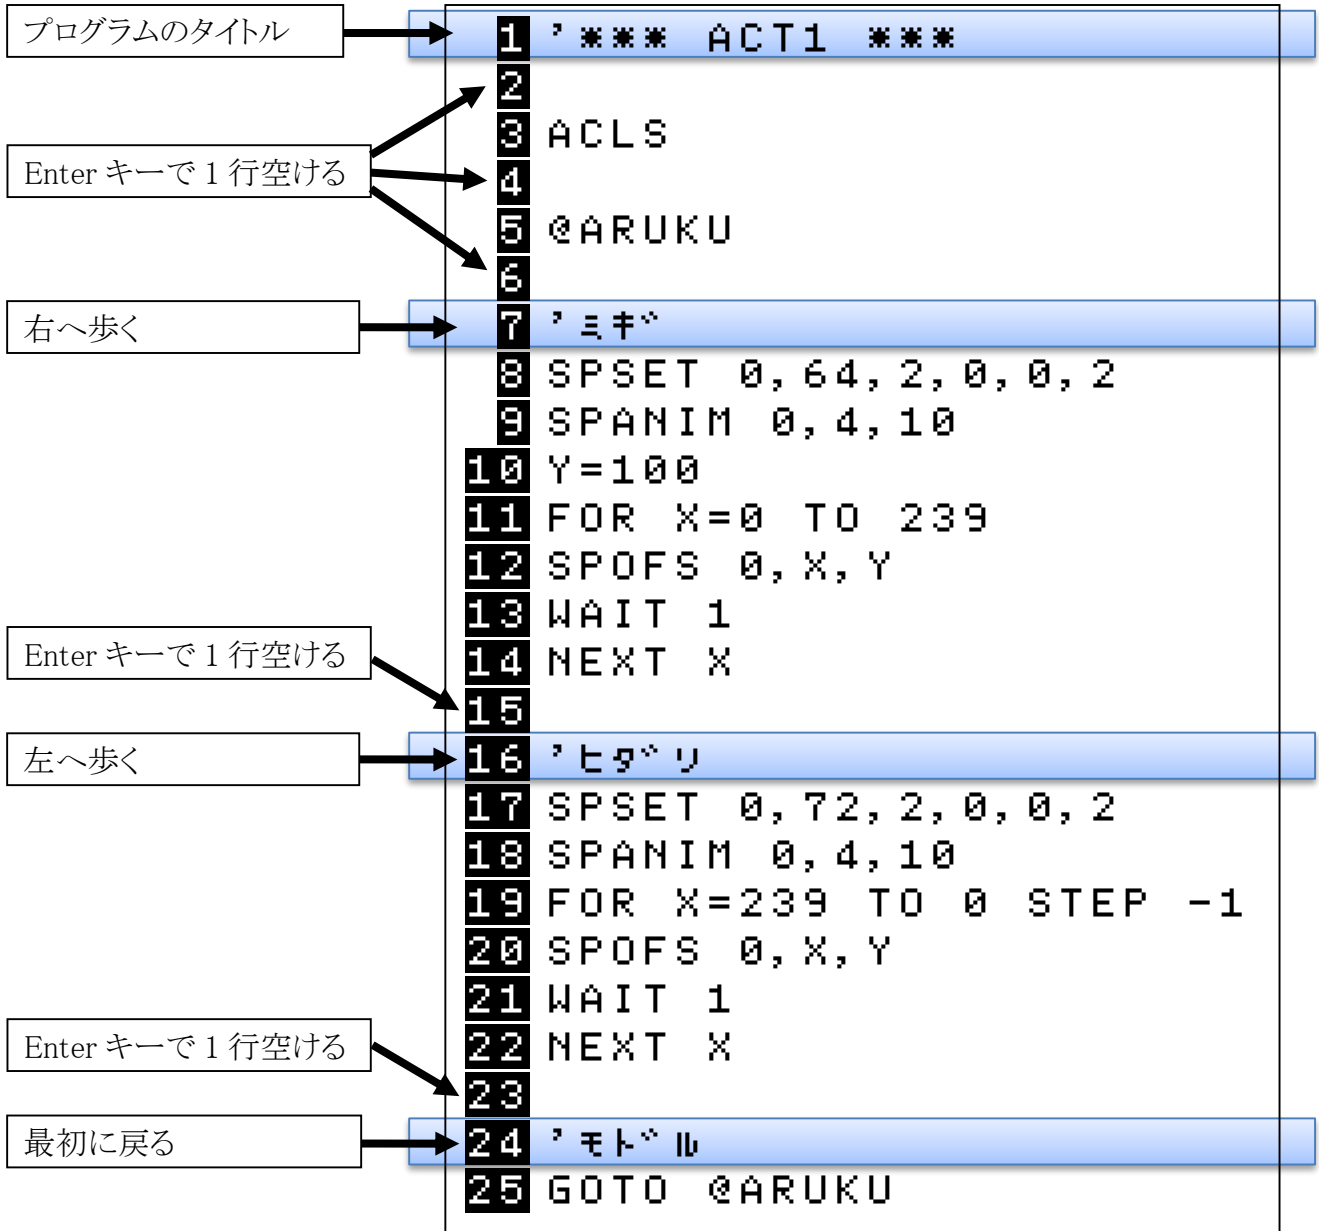 プログラムのタイトル
1 '*** ACT1 ***
2
3 ACLS
Enter キーで 1 行空ける
4
5 @ARUKU
6
右へ歩く
7 'ミギ
8 SPSET 0,64,2,0,0,2
9 SPANIM 0,4,10
10 Y=100
11 FOR X=0 TO 239
12 SPOFS 0,X,Y
13 WAIT 1
Enter キーで 1 行空ける
14 NEXT X
15
左へ歩く
16 'ヒダリ
17 SPSET 0,72,2,0,0,2
18 SPANIM 0,4,10
19 FOR X=239 TO 0 STEP -1
20 SPOFS 0,X,Y
21 WAIT 1
Enter キーで 1 行空ける
22 NEXT X
23
最初に戻る
24 'モドル
25 GOTO @ARUKU